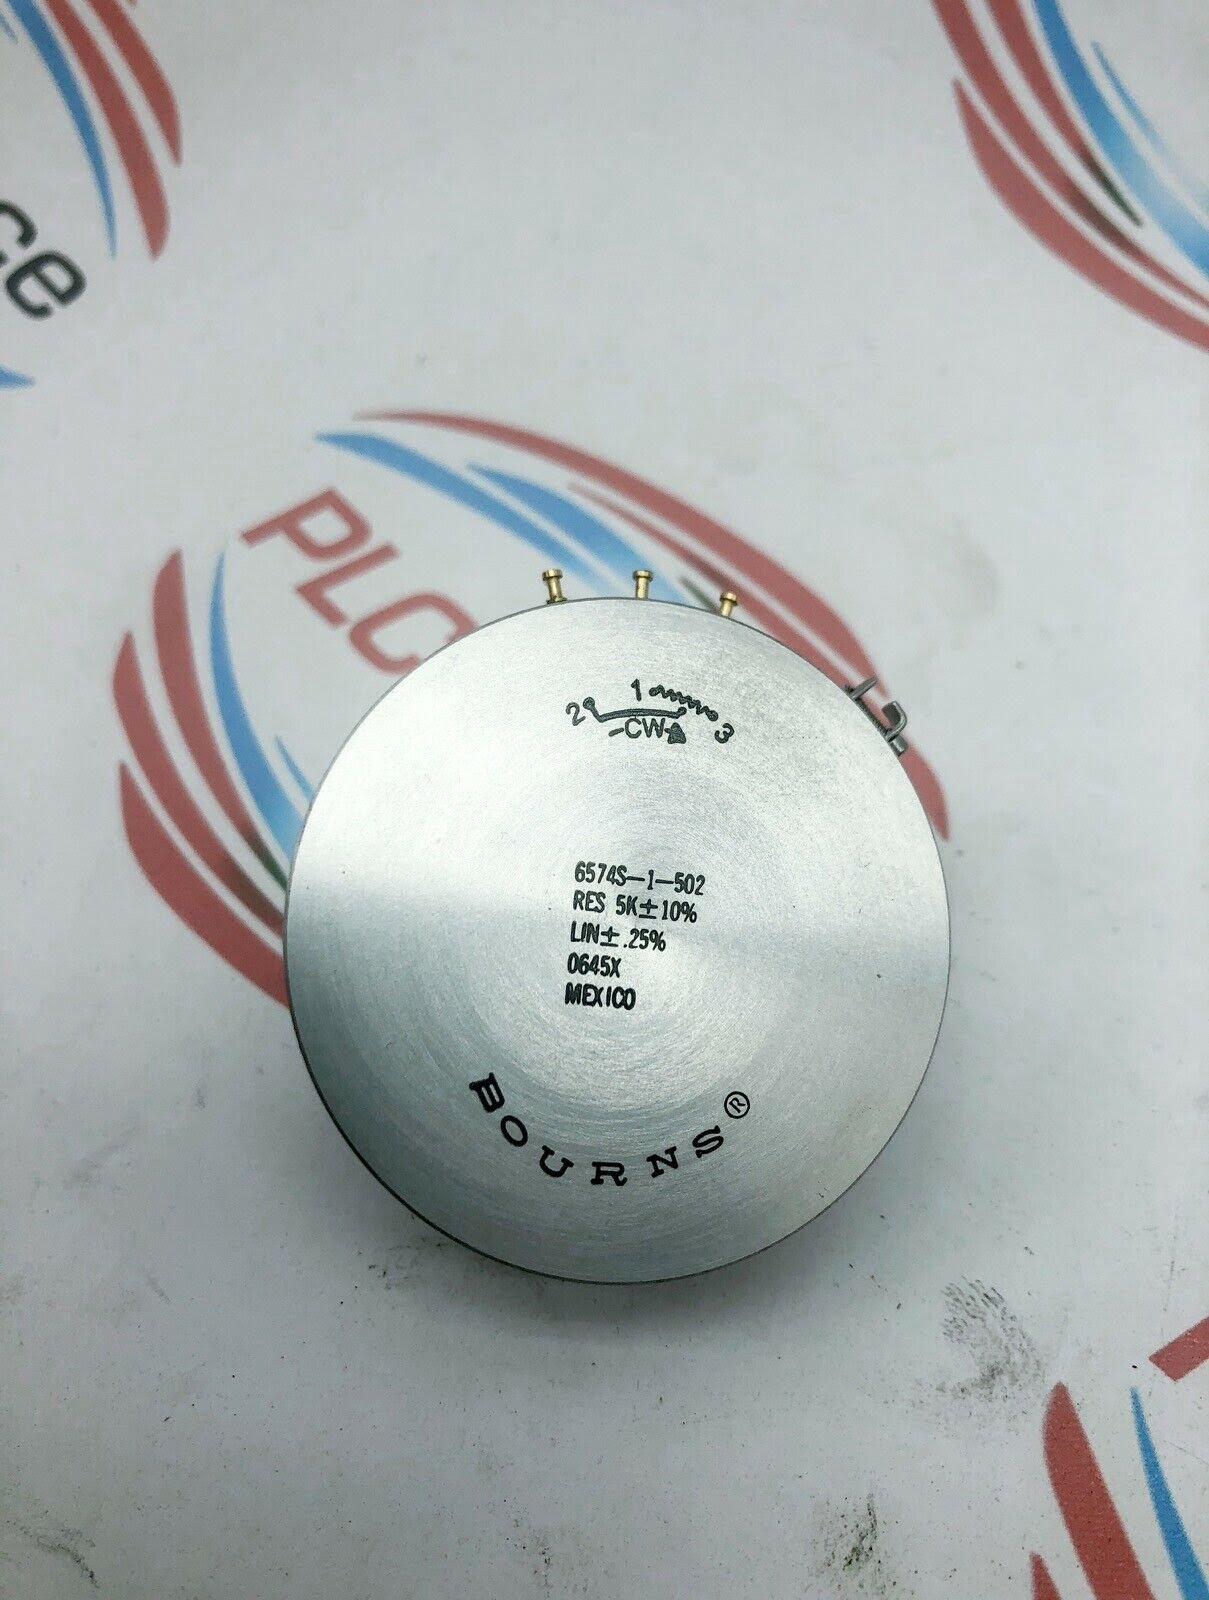 ce
PLC
2 1 3
-CW-
6574S-1-502
RES 5K±10%
LIN±.25%
0645X
MEXICO
BOURNS®